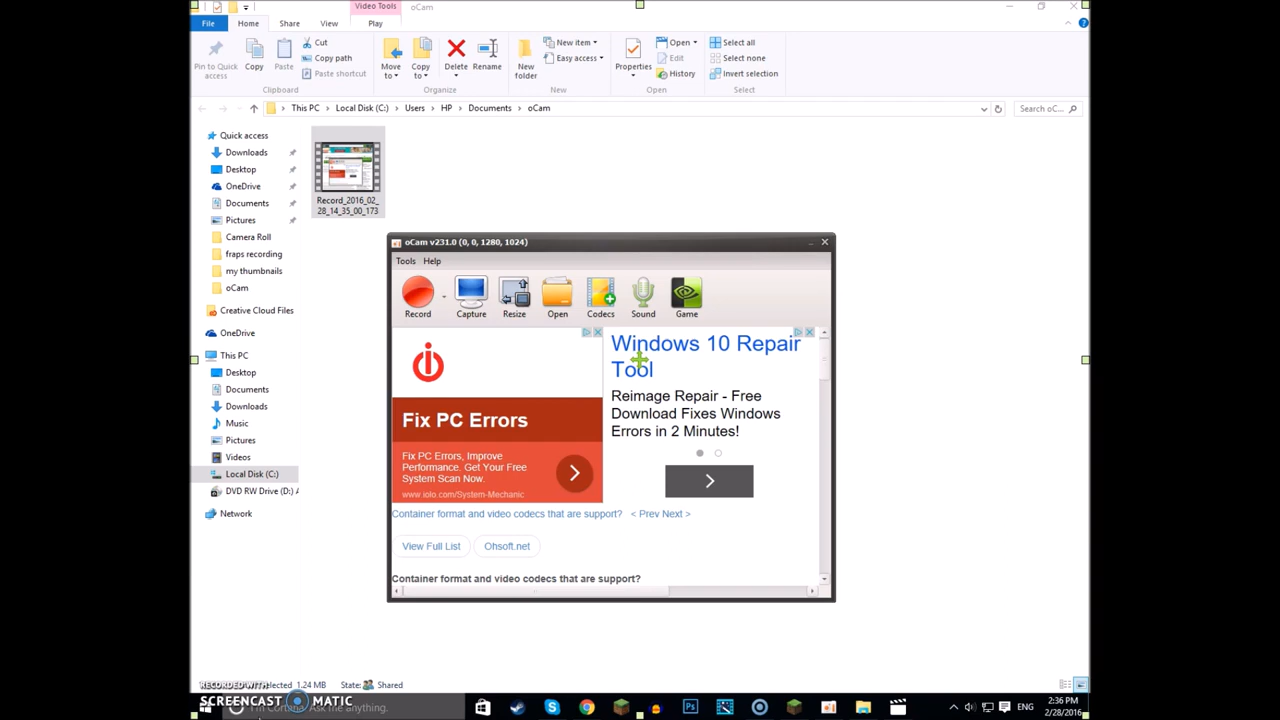 Video Tools
oCam
File
Home
Share
View
Play
Pin to Quick
access
Copy
Paste
Cut
Copy path
Paste shortcut
Clipboard
Move
to
Copy
to
Delete
Rename
Organize
New
folder
New item
Easy access
New
Properties
Open
Edit
History
Open
Select all
Select none
Invert selection
Select
This PC
Local Disk (C:)
Users
HP
Documents
oCam
Search oC...
Quick access
Downloads
Desktop
OneDrive
Documents
Pictures
Camera Roll
fraps recording
my thumbnails
oCam
Creative Cloud Files
OneDrive
This PC
Desktop
Documents
Downloads
Music
Pictures
Videos
Local Disk (C:)
DVD RW Drive (D:) A
Network
Record_2016_02_
28_14_35_00_173
oCam v231.0 (0, 0, 1280, 1024)
Tools Help
Record
Capture
Resize
Open
Codecs
Sound
Game
Fix PC Errors
Fix PC Errors, Improve
Performance. Get Your Free
System Scan Now.
www.iolo.com/System-Mechanic
Windows 10 Repair
Tool
Reimage Repair - Free
Download Fixes Windows
Errors in 2 Minutes!
Container format and video codecs that are support? < Prev Next >
View Full List
Ohsoft.net
Container format and video codecs that are support?
RECORDED WITH
SCREENCAST MATIC
1.24 MB
State:
Shared
I'm Cortana. Ask me anything.
ENG
2:36 PM
2/28/2016